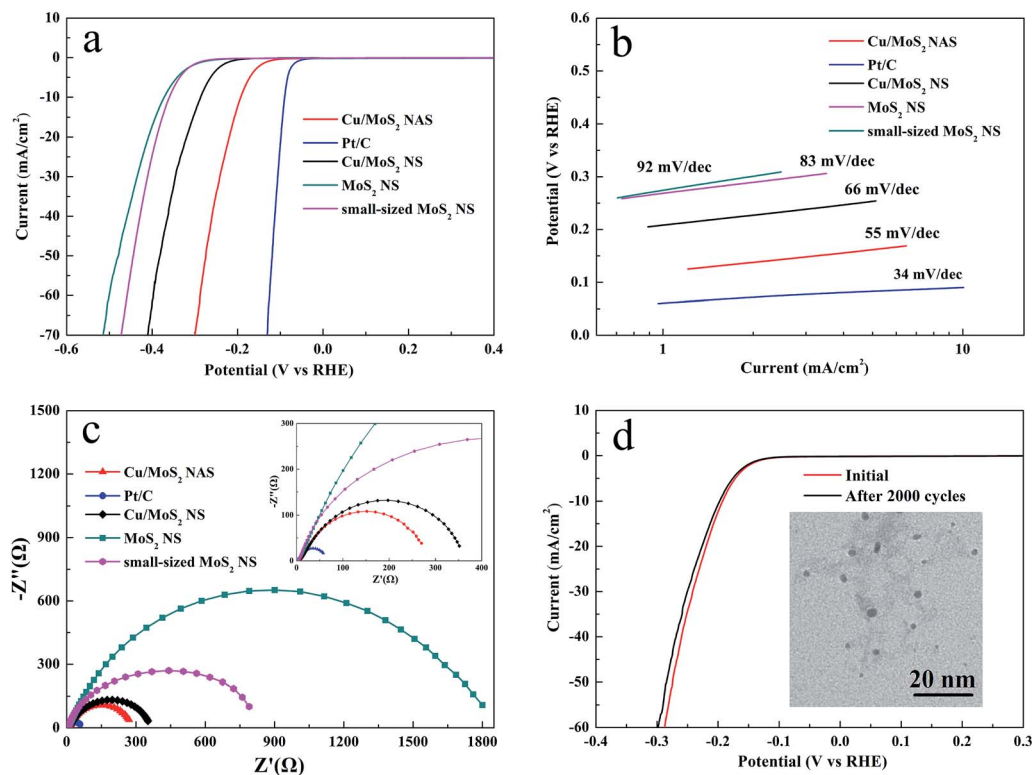 a
10
0
-10
-20
-30
-40
-50
-60
-70
-0.6 -0.4 -0.2 0.0 0.2 0.4
Current (mA/cm²)
Potential (V vs RHE)
Cu/MoS₂ NAS
Pt/C
Cu/MoS₂ NS
MoS₂ NS
small-sized MoS₂ NS
b
0.6
0.5
0.4
0.3
0.2
0.1
0.0
1 10
Potential (V vs RHE)
Current (mA/cm²)
Cu/MoS₂ NAS
Pt/C
Cu/MoS₂ NS
MoS₂ NS
small-sized MoS₂ NS
92 mV/dec
83 mV/dec
66 mV/dec
55 mV/dec
34 mV/dec
c
1500
1200
900
600
300
0
0 300 600 900 1200 1500 1800
-Z''(Ω)
Z'(Ω)
Cu/MoS₂ NAS
Pt/C
Cu/MoS₂ NS
MoS₂ NS
small-sized MoS₂ NS
300
200
100
0
0 100 200 300 400
-Z''(Ω)
Z'(Ω)
d
10
0
-10
-20
-30
-40
-50
-60
-0.4 -0.3 -0.2 -0.1 0.0 0.1 0.2 0.3
Current (mA/cm²)
Potential (V vs RHE)
Initial
After 2000 cycles
20 nm